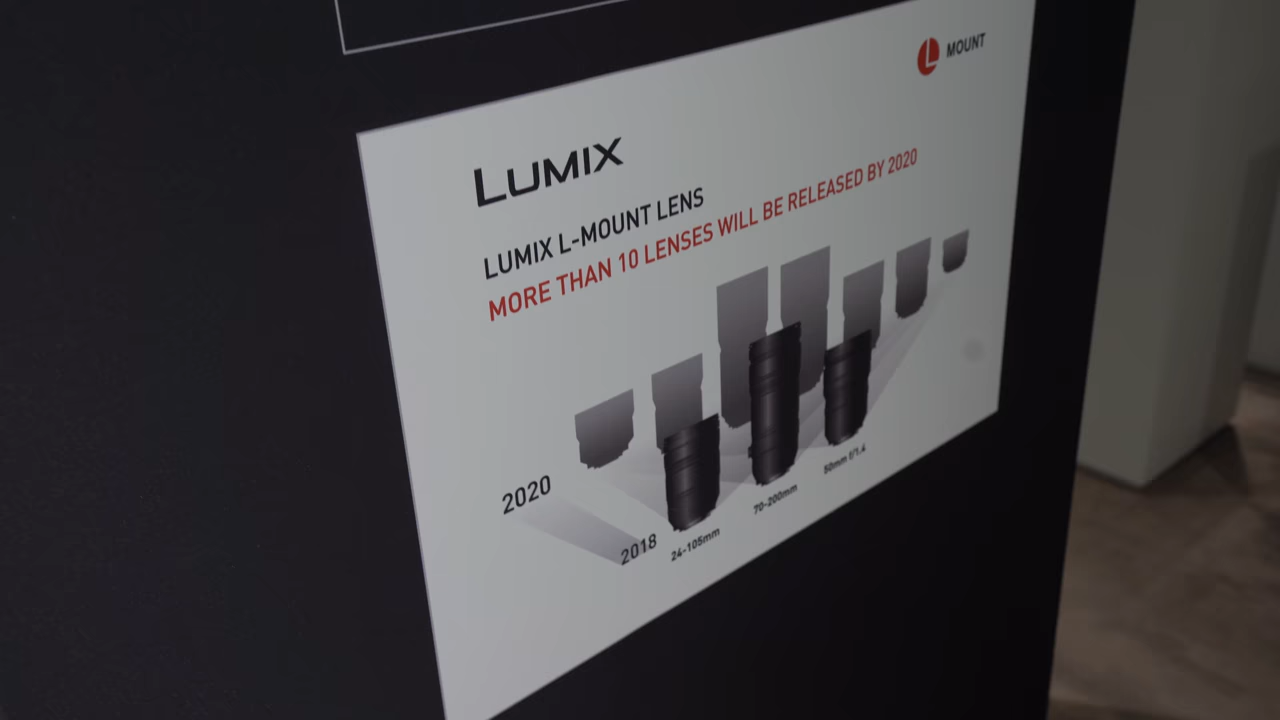 L MOUNT
LUMIX
LUMIX L-MOUNT LENS
MORE THAN 10 LENSES WILL BE RELEASED BY 2020
2020
2018
24-105mm
70-200mm
50mm f/1.4